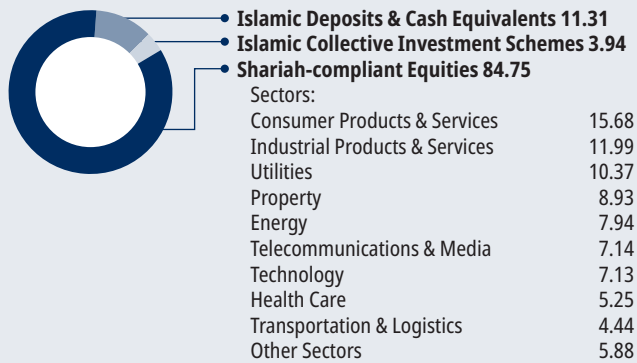 Islamic Deposits & Cash Equivalents 11.31
Islamic Collective Investment Schemes 3.94
Shariah-compliant Equities 84.75
Sectors:
Consumer Products & Services 15.68
Industrial Products & Services 11.99
Utilities 10.37
Property 8.93
Energy 7.94
Telecommunications & Media 7.14
Technology 7.13
Health Care 5.25
Transportation & Logistics 4.44
Other Sectors 5.88